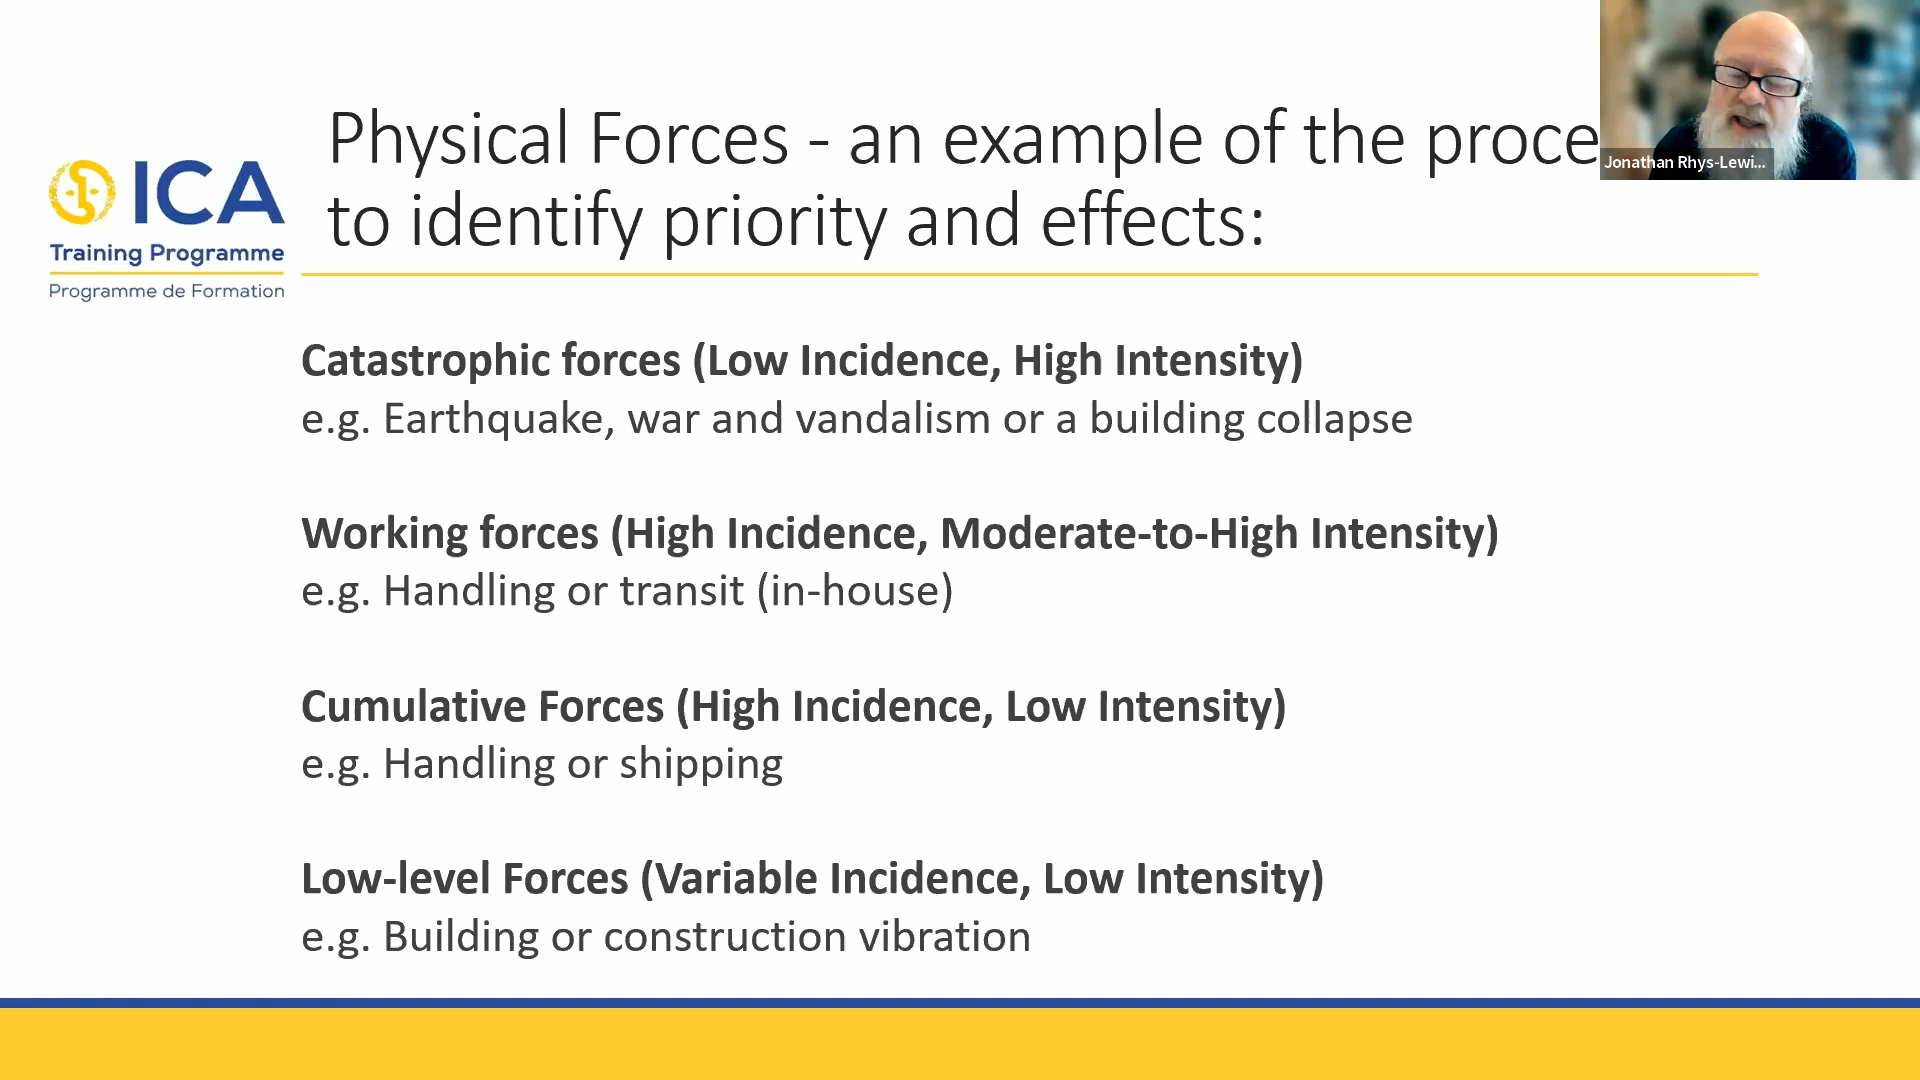 Physical Forces - an example of the proce
to identify priority and effects:
Jonathan Rhys-Lewi...
ICA
Training Programme
Programme de Formation
Catastrophic forces (Low Incidence, High Intensity)
e.g. Earthquake, war and vandalism or a building collapse
Working forces (High Incidence, Moderate-to-High Intensity)
e.g. Handling or transit (in-house)
Cumulative Forces (High Incidence, Low Intensity)
e.g. Handling or shipping
Low-level Forces (Variable Incidence, Low Intensity)
e.g. Building or construction vibration